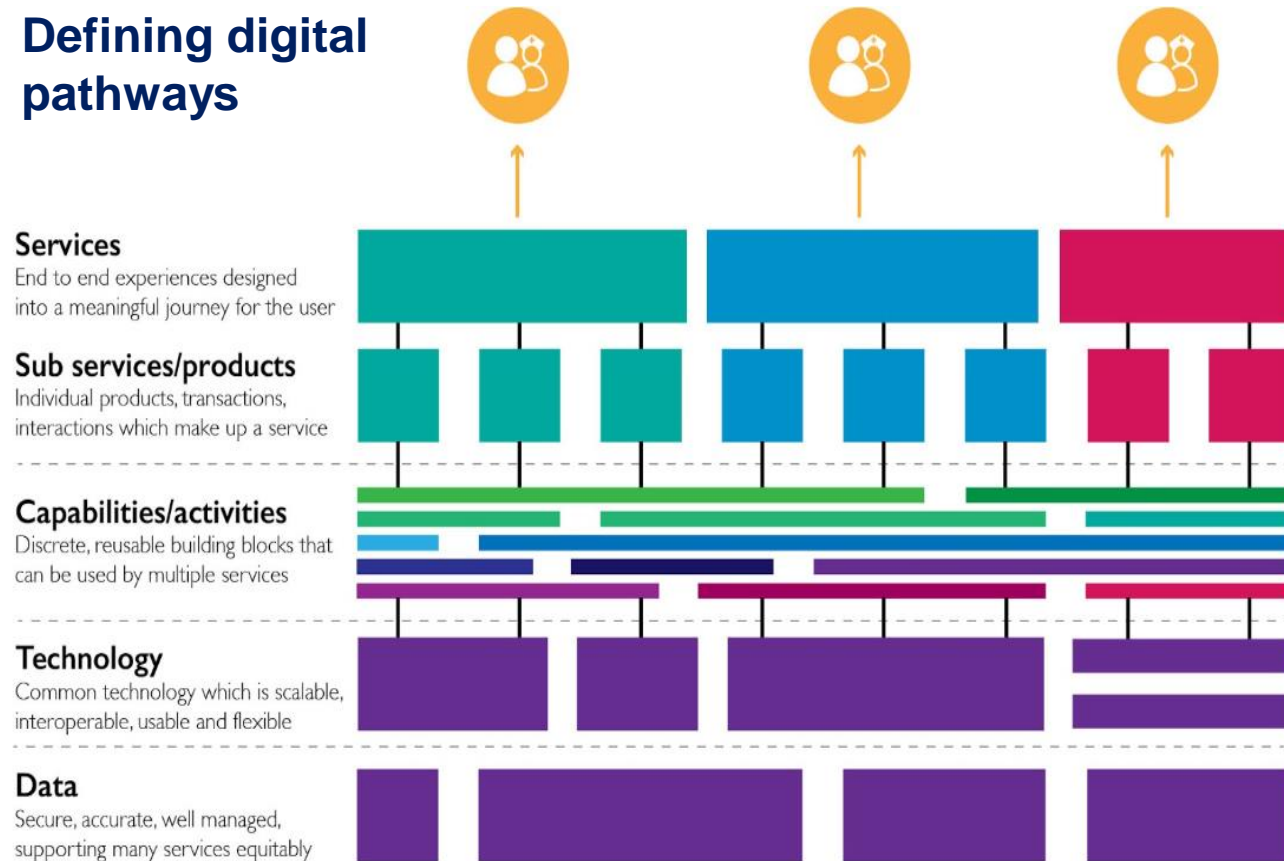 Defining digital
pathways
Services
End to end experiences designed
into a meaningful journey for the user
Sub services/products
Individual products, transactions,
interactions which make up a service
Capabilities/activities
Discrete, reusable building blocks that
can be used by multiple services
Technology
Common technology which is scalable,
interoperable, usable and flexible
Data
Secure, accurate, well managed,
supporting many services equitably